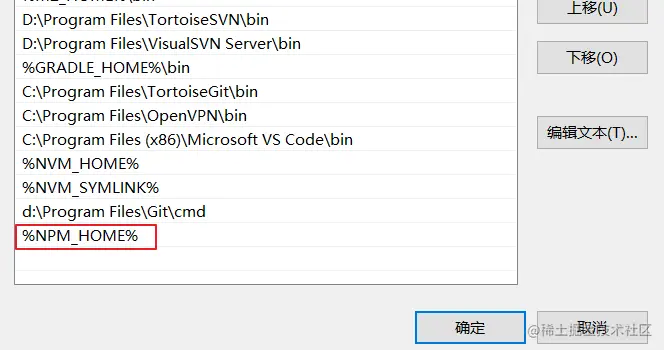 上移(U)
D:\Program Files\TortoiseSVN\bin
D:\Program Files\VisualSVN Server\bin
下移(O)
%GRADLE_HOME%\bin
C:\Program Files\TortoiseGit\bin
C:\Program Files\OpenVPN\bin
编辑文本(T)...
C:\Program Files (x86)\Microsoft VS Code\bin
%NVM_HOME%
%NVM_SYMLINK%
d:\Program Files\Git\cmd
%NPM_HOME%
确定
取消
@稀土掘金技术社区